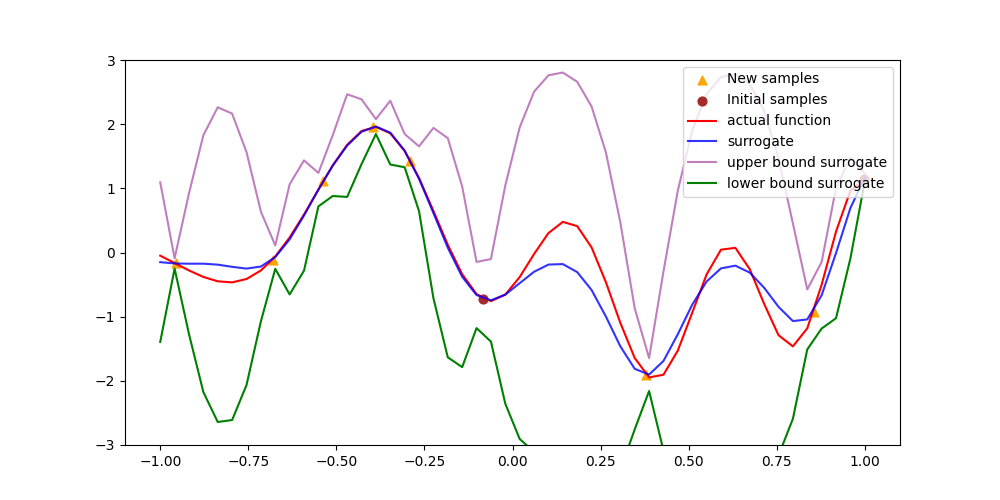 3
2
1
0
−1
−2
−3
−1.00
−0.75
−0.50
−0.25
0.00
0.25
0.50
0.75
1.00
New samples
Initial samples
actual function
surrogate
upper bound surrogate
lower bound surrogate